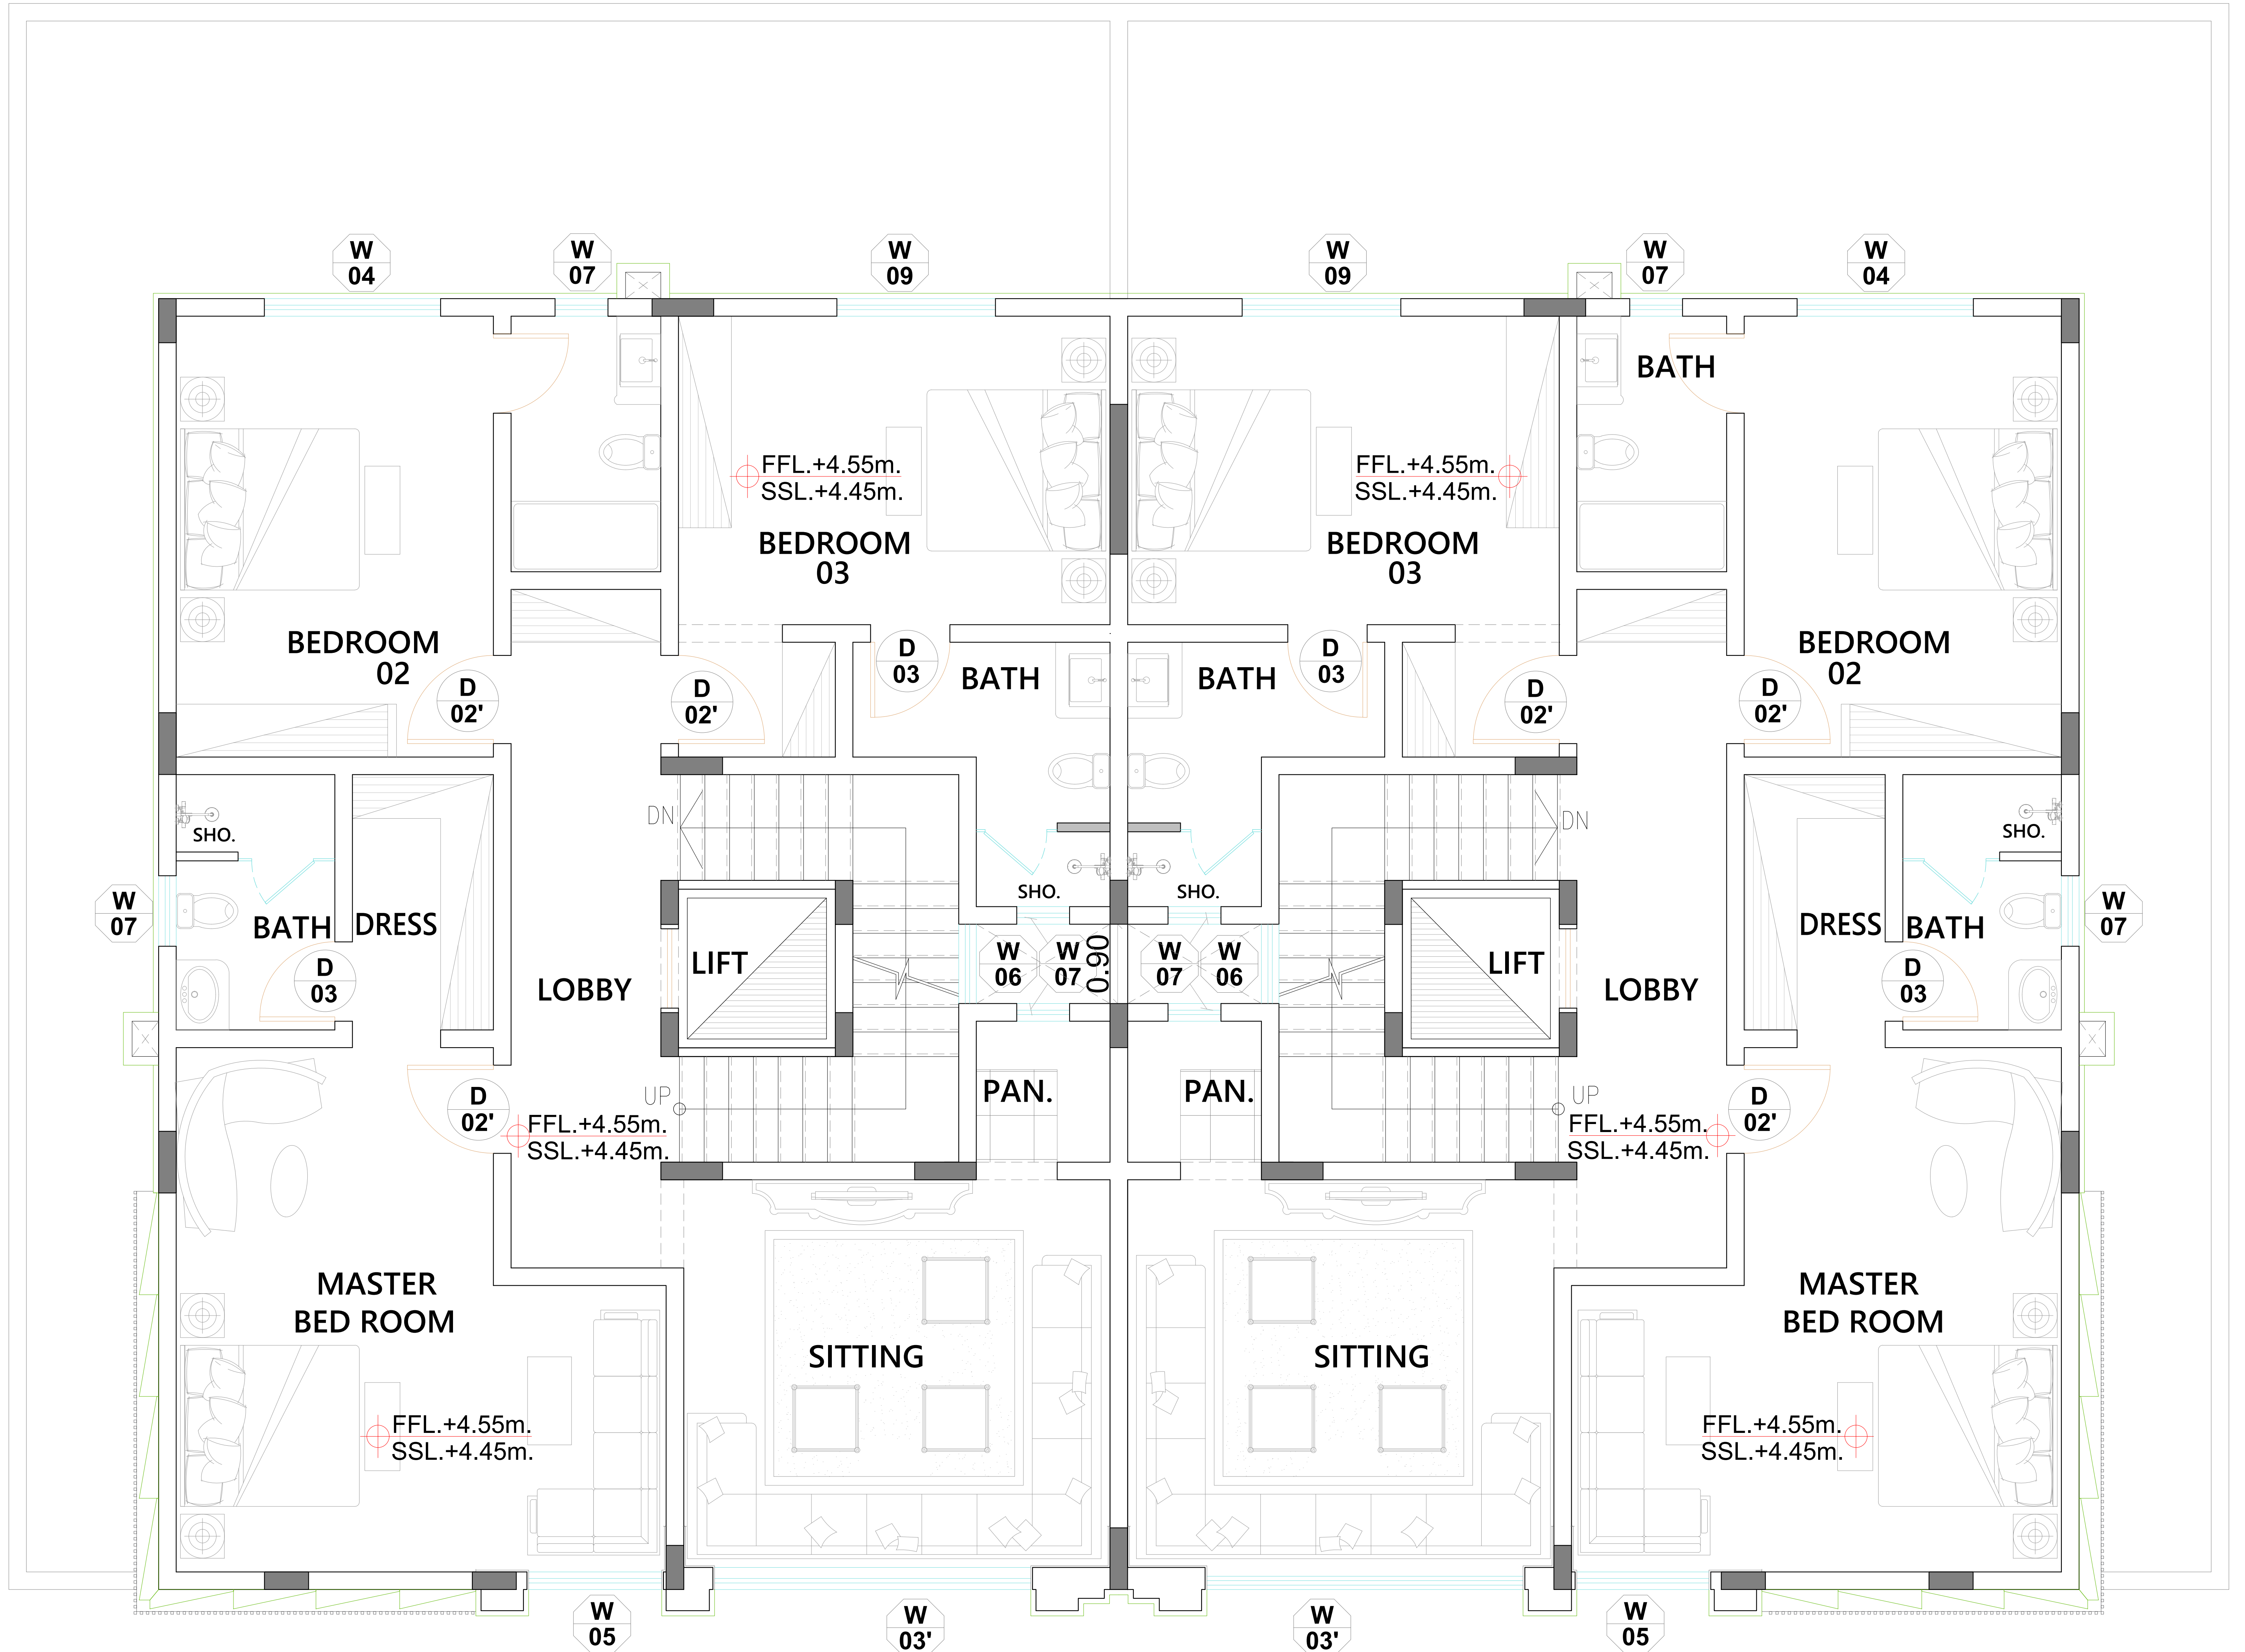 W
04
W
07
W
09
W
09
W
07
W
04
BATH
FFL.+4.55m.
SSL.+4.45m.
FFL.+4.55m.
SSL.+4.45m.
BEDROOM
03
BEDROOM
03
BEDROOM
02
BEDROOM
02
D
02'
D
02'
D
03
BATH
BATH
D
03
D
02'
D
02'
DN
DN
SHO.
SHO.
SHO.
SHO.
W
07
BATH
DRESS
DRESS
BATH
W
07
D
03
D
03
LOBBY
LIFT
W
06
W
07
0.90
W
07
W
06
LIFT
LOBBY
PAN.
PAN.
UP
UP
D
02'
D
02'
FFL.+4.55m.
SSL.+4.45m.
FFL.+4.55m.
SSL.+4.45m.
MASTER
BED ROOM
MASTER
BED ROOM
SITTING
SITTING
FFL.+4.55m.
SSL.+4.45m.
FFL.+4.55m.
SSL.+4.45m.
W
05
W
03'
W
03'
W
05